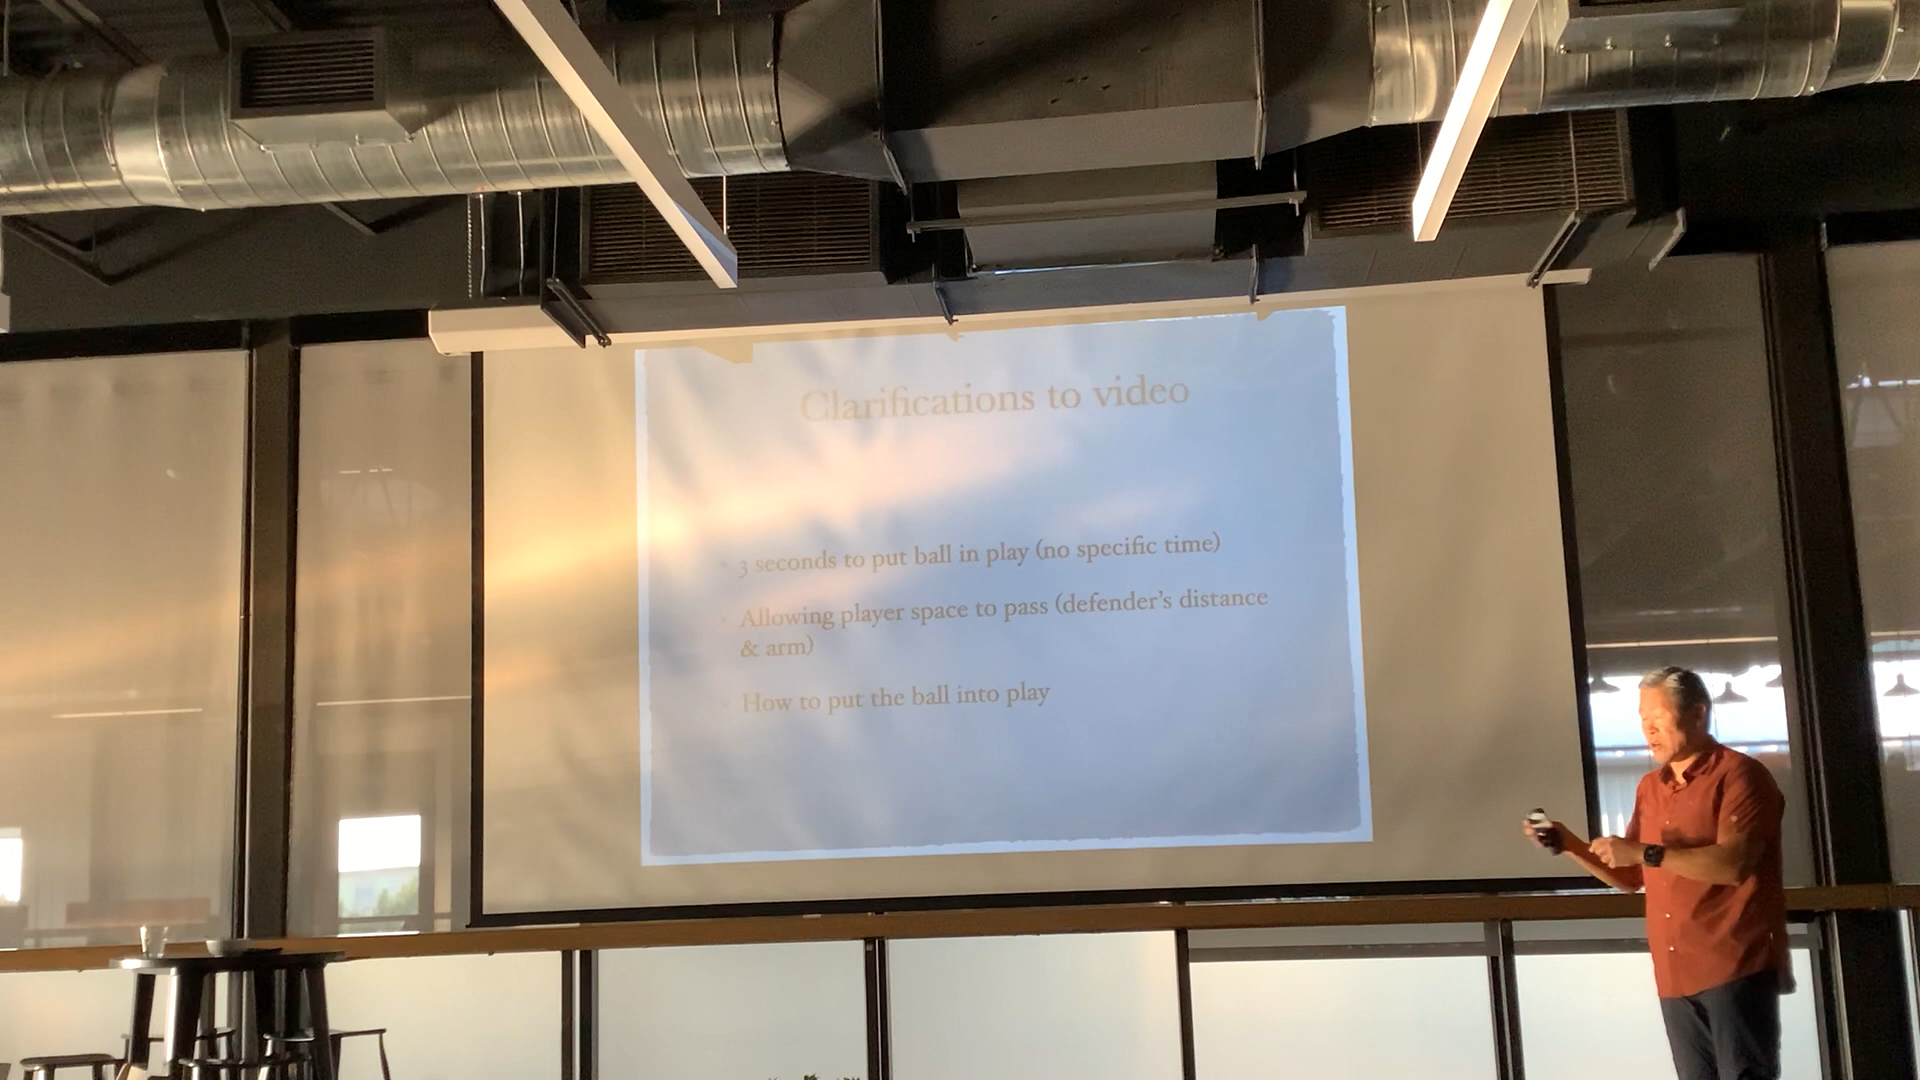 Clarifications to video
3 seconds to put ball in play (no specific time)
Allowing player space to pass (defender's distance
& arm)
How to put the ball into play